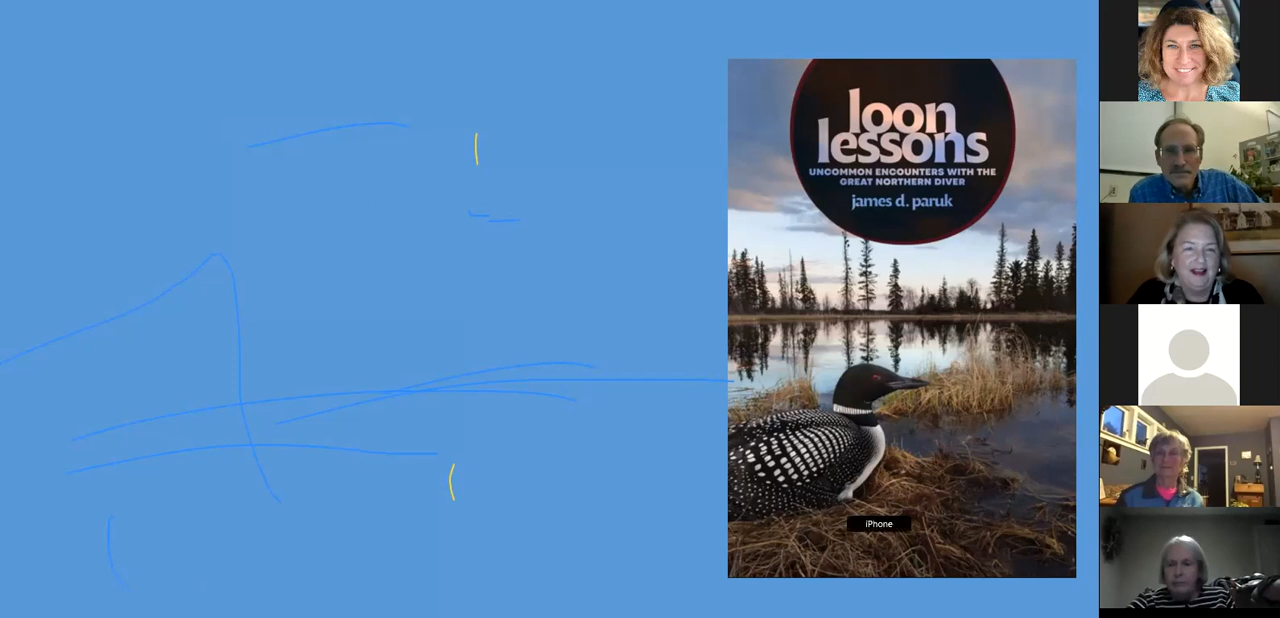 loon
lessons
UNCOMMON ENCOUNTERS WITH THE
GREAT NORTHERN DIVER
james d. paruk
iPhone